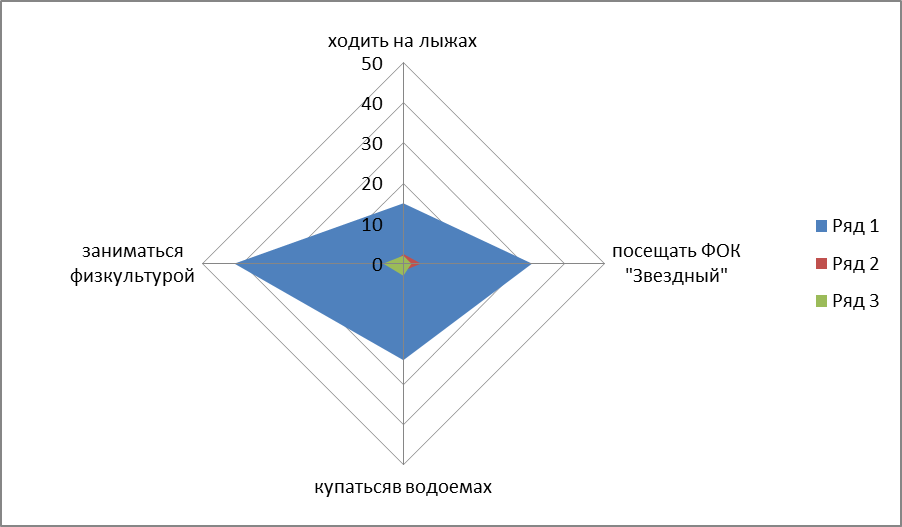 ходить на лыжах
50
40
30
20
10
0
заниматься
физкультурой
посещать ФОК
"Звездный"
купатьсяв водоемах
Ряд 1
Ряд 2
Ряд 3